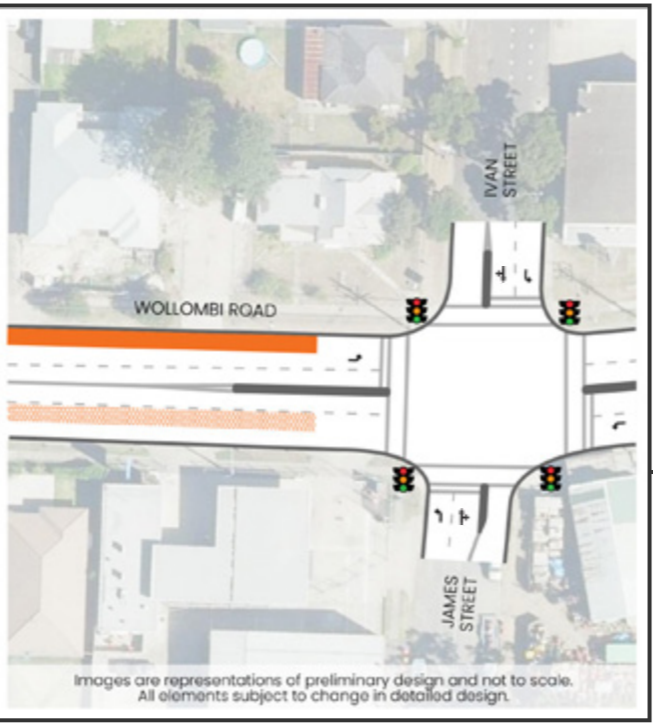 IVAN
STREET
WOLLOMBI ROAD
JAMES
STREET
Images are representations of preliminary design and not to scale.
All elements subject to change in detailed design.